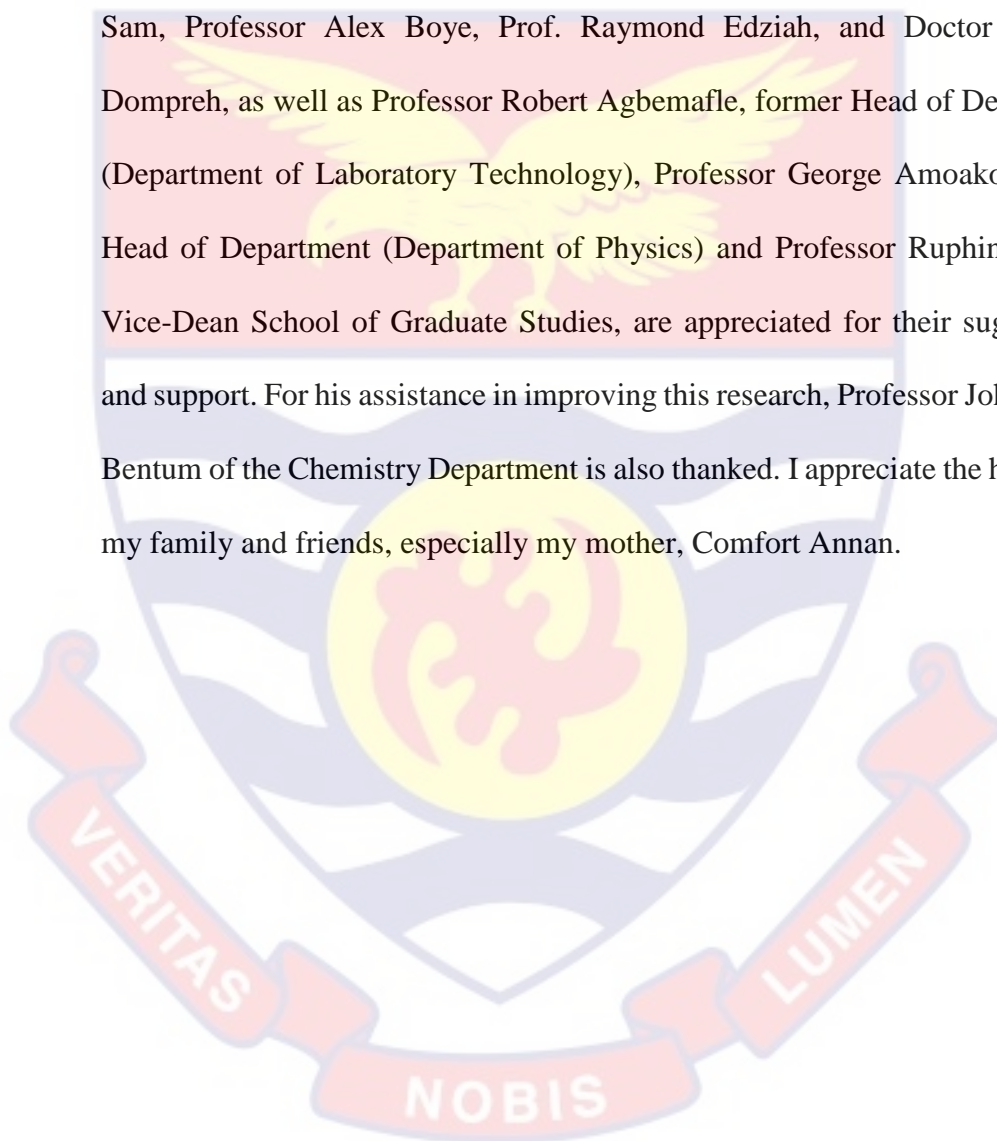 Sam, Professor Alex Boye, Prof. Raymond Edziah, and Doctor
Dompreh, as well as Professor Robert Agbemafle, former Head of De
(Department of Laboratory Technology), Professor George Amoako
Head of Department (Department of Physics) and Professor Ruphin
Vice-Dean School of Graduate Studies, are appreciated for their sug
and support. For his assistance in improving this research, Professor Jo
Bentum of the Chemistry Department is also thanked. I appreciate the h
my family and friends, especially my mother, Comfort Annan.
VERITAS
NOBIS
LUMEN